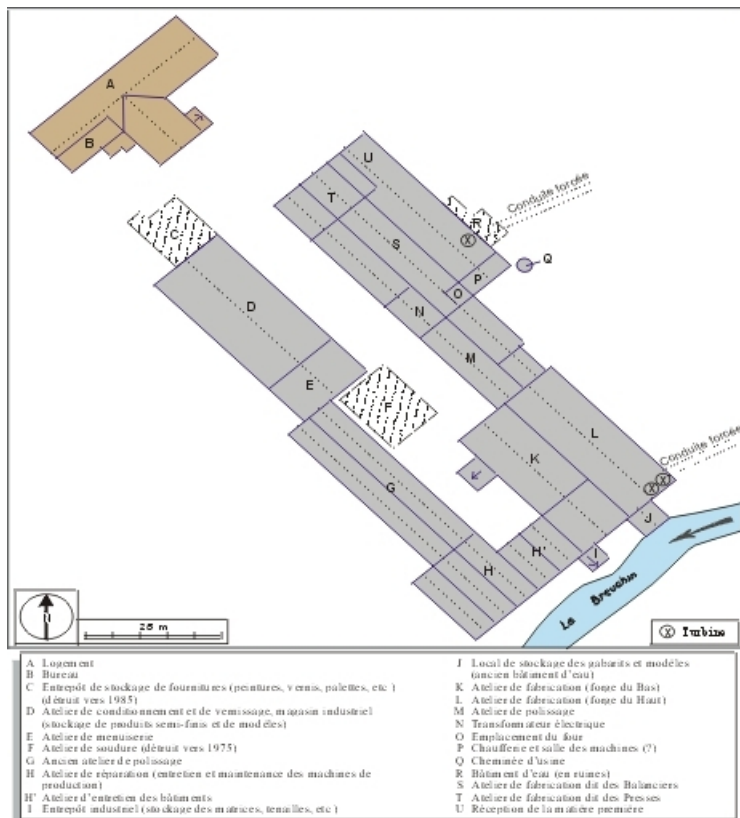 A
B
U
T
R
Conduite forcée
C
S
Q
P
O
D
N
M
E
F
L
K
Conduite forcée
G
J
H'
I
H
La Breuchin
N
25 m
Turbine
A Logement
B Bureau
C Entrepôt de stockage de fournitures (peintures, vernis, palettes, etc )
(détruit vers 1985)
D Atelier de conditionnement et de vernissage, magasin industriel
(stockage de produits semi-finis et de modèles)
E Atelier de menuiserie
F Atelier de soudure (détruit vers 1975)
G Ancien atelier de polissage
H Atelier de réparation (entretien et maintenance des machines de
production)
H' Atelier d'entretien des bâtiments
I Entrepôt industriel (stockage des matrices, tenailles, etc )
J Local de stockage des gabarits et modèles
(ancien bâtiment d'eau)
K Atelier de fabrication (forge du Bas)
L Atelier de fabrication (forge du Haut)
M Atelier de polissage
N Transformateur électrique
O Emplacement du four
P Chaufferie et salle des machines (?)
Q Cheminée d'usine
R Bâtiment d'eau (en ruines)
S Atelier de fabrication dit des Balanciers
T Atelier de fabrication dit des Presses
U Réception de la matière première